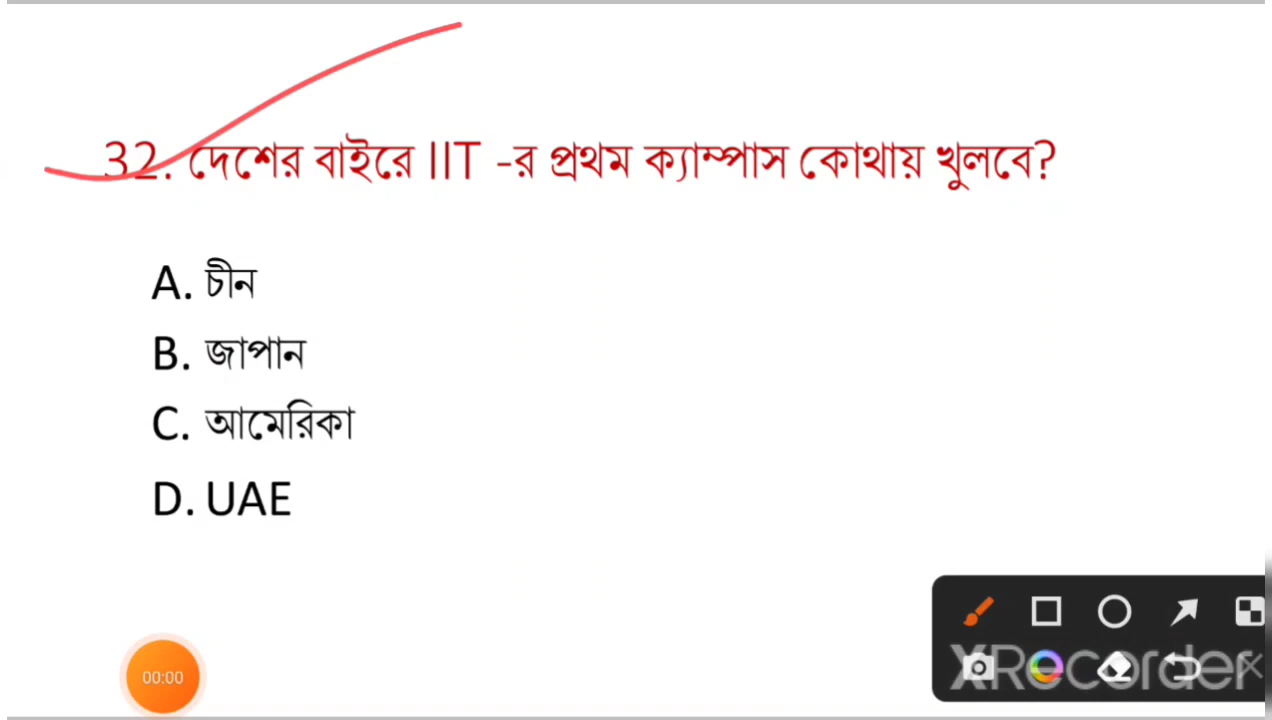 32. দেশের বাইরে IIT -র প্রথম ক্যাম্পাস কোথায় খুলবে?
A. চীন
B. জাপান
C. আমেরিকা
D. UAE
00:00
XRecorder